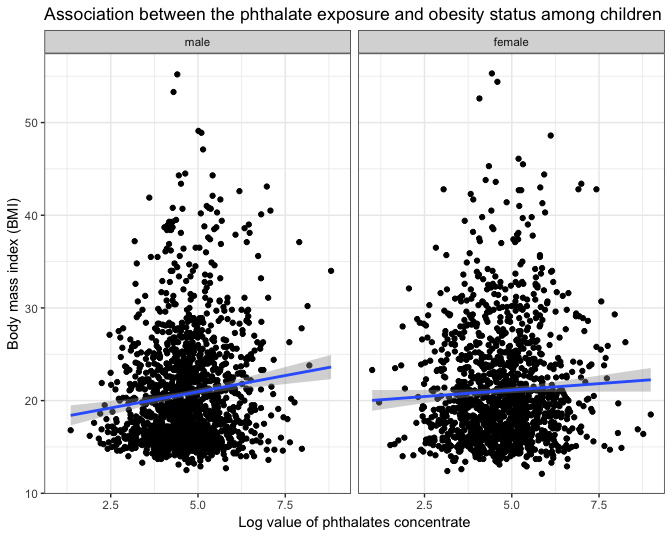 Association between the phthalate exposure and obesity status among children
male
female
50
40
30
20
10
Body mass index (BMI)
2.5 5.0 7.5 2.5 5.0 7.5
Log value of phthalates concentrate